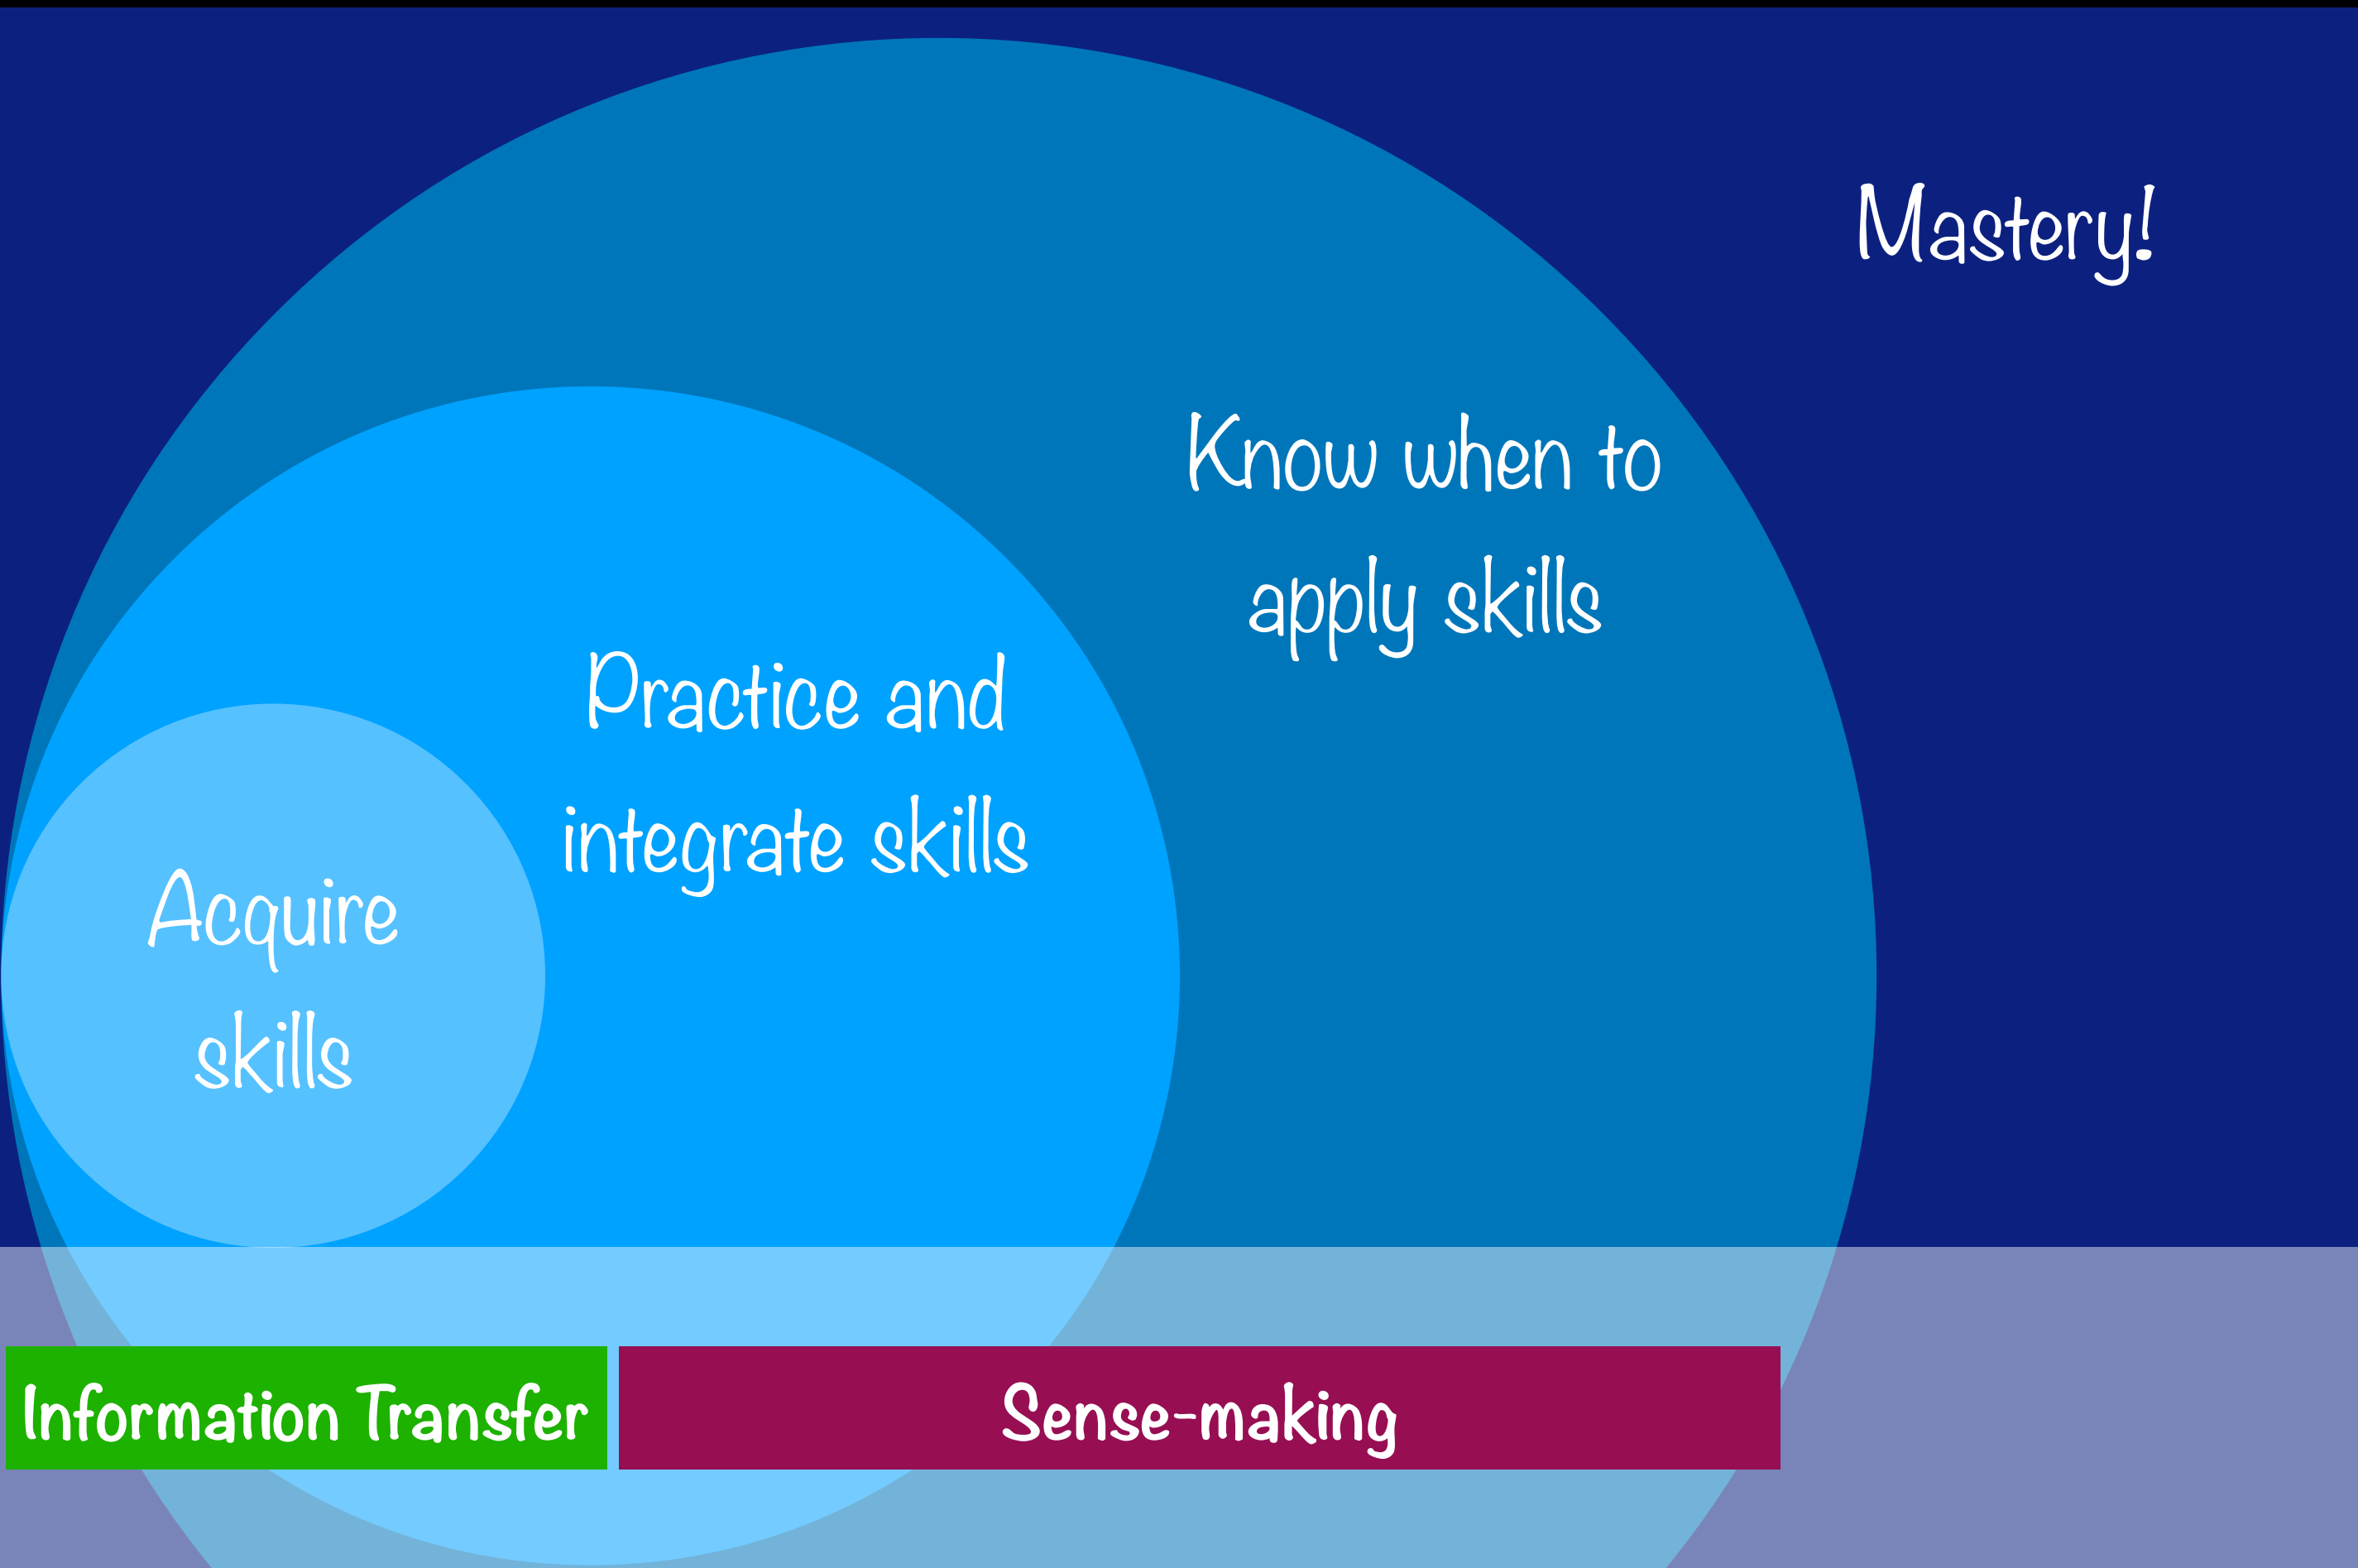 Mastery!
Know when to
apply skills
Practice and
integrate skills
Acquire
skills
Information Transfer
Sense-making